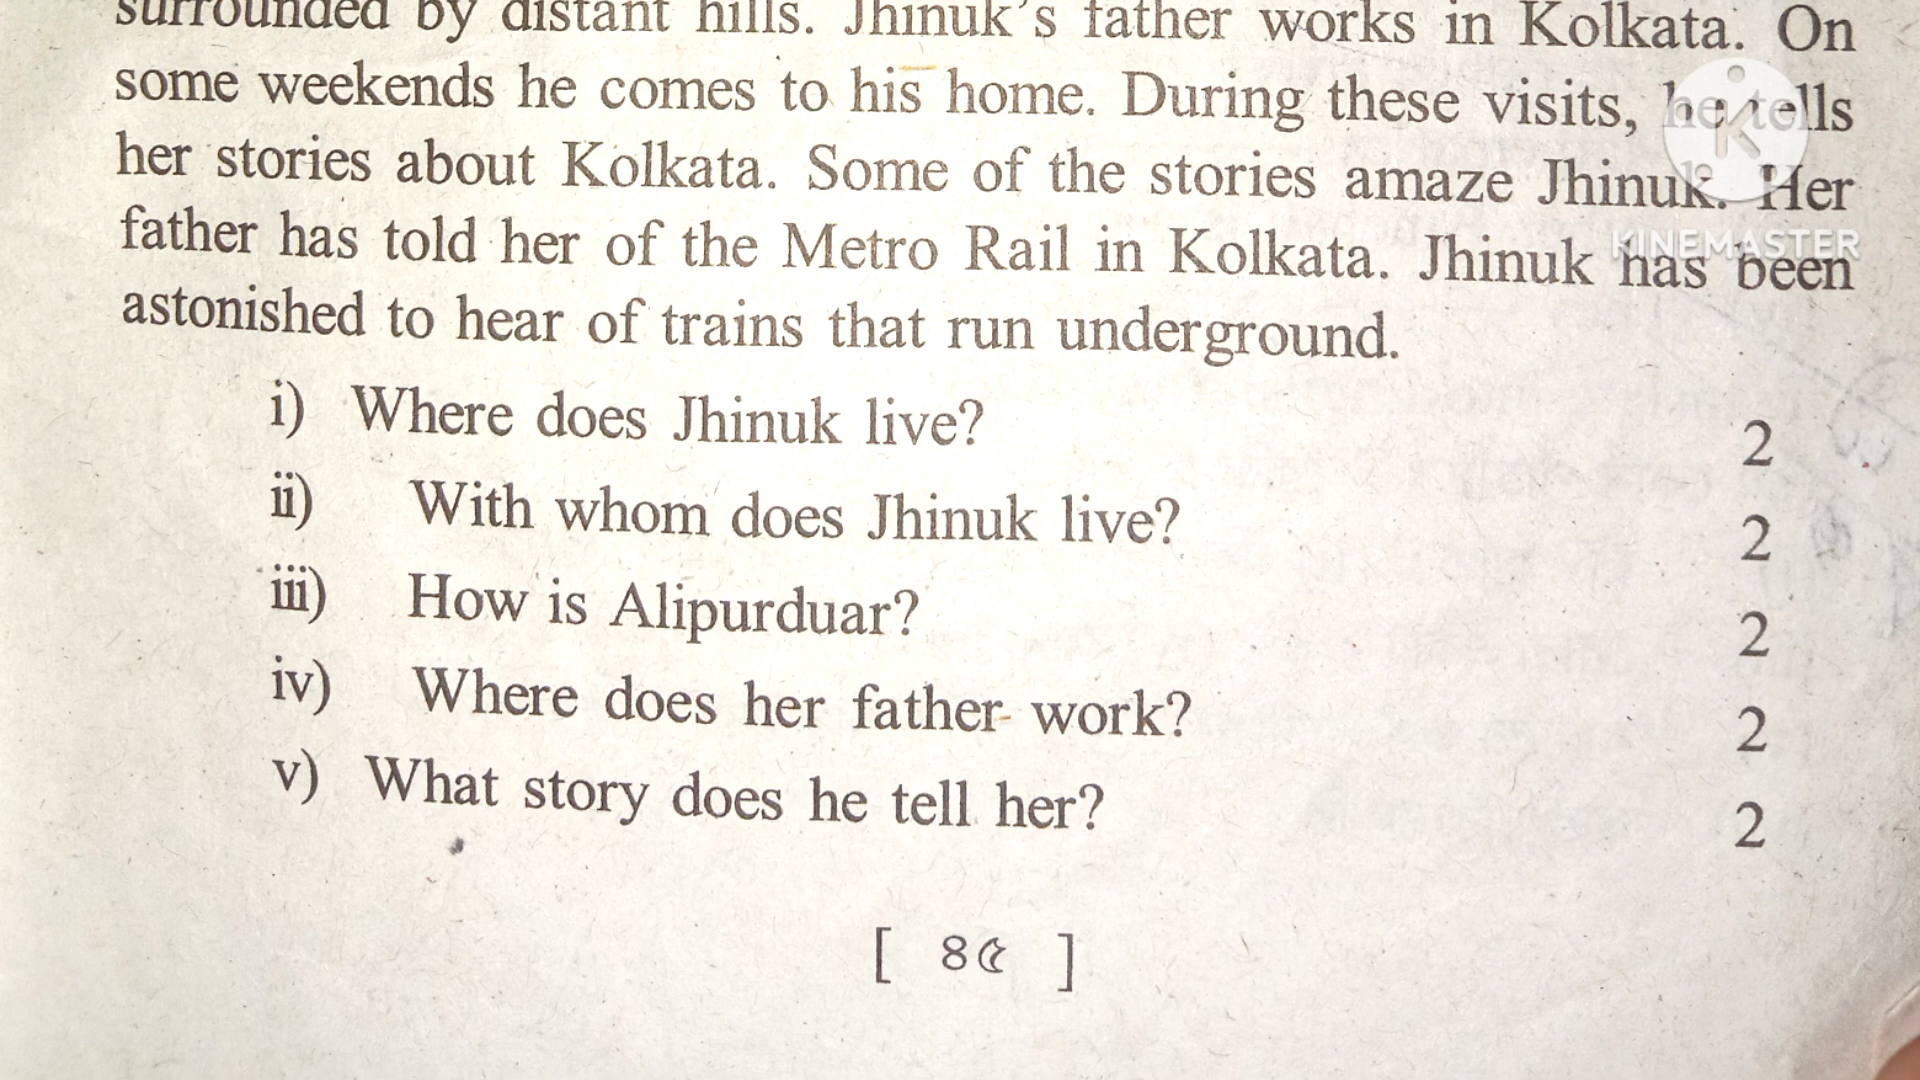 surrounded by distant hills. Jhinuk's father works in Kolkata. On
some weekends he comes to his home. During these visits, he tells
her stories about Kolkata. Some of the stories amaze Jhinuk. Her
father has told her of the Metro Rail in Kolkata. Jhinuk has been
astonished to hear of trains that run underground.
i) Where does Jhinuk live? 2
ii) With whom does Jhinuk live? 2
iii) How is Alipurduar? 2
iv) Where does her father work? 2
v) What story does he tell her? 2
[ ৪৫ ]
K
KINEMASTER